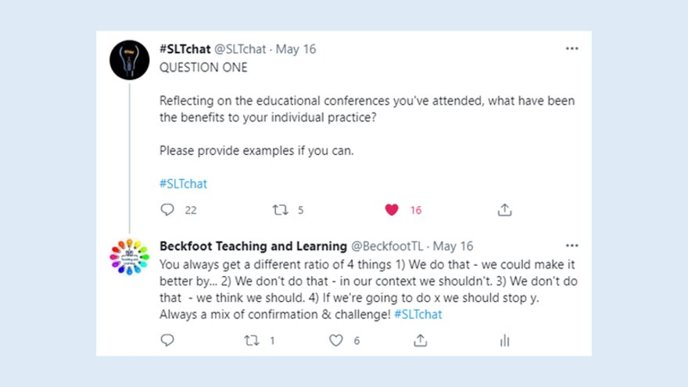 #SLTchat @SLTchat · May 16
QUESTION ONE
Reflecting on the educational conferences you've attended, what have been
the benefits to your individual practice?
Please provide examples if you can.
#SLTchat
22 5 16
Beckfoot Teaching and Learning @BeckfootTL · May 16
You always get a different ratio of 4 things 1) We do that - we could make it
better by... 2) We don't do that - in our context we shouldn't. 3) We don't do
that - we think we should. 4) If we're going to do x we should stop y.
Always a mix of confirmation & challenge! #SLTchat
1 6